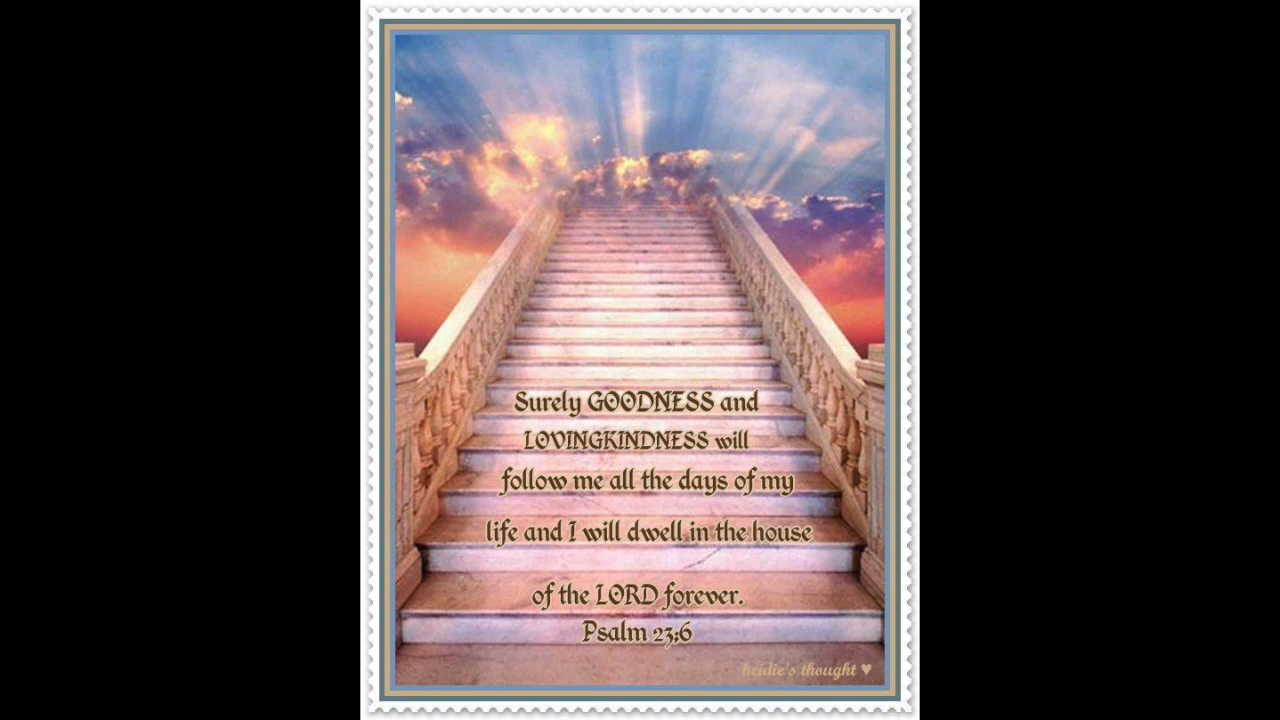 Surely GOODNESS and
LOVINGKINDNESS will
follow me all the days of my
life and I will dwell in the house
of the LORD forever.
Psalm 23;6
heidie's thought ♥